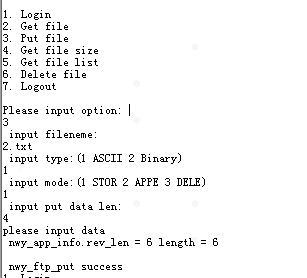 1. Login
2. Get file
3. Put file
4. Get file size
5. Get file list
6. Delete file
7. Logout
Please input option:
3
input fileneme:
2.txt
input type:(1 ASCII 2 Binary)
1
input mode:(1 STOR 2 APPE 3 DELE)
1
input put data len:
4
please input data
nwy_app_info.rev_len = 6 length = 6
nwy_ftp_put success